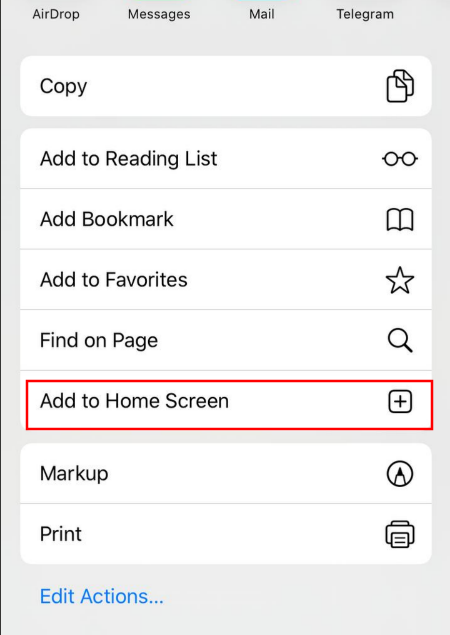 AirDrop Messages Mail Telegram
Copy
Add to Reading List
Add Bookmark
Add to Favorites
Find on Page
Add to Home Screen
Markup
Print
Edit Actions...